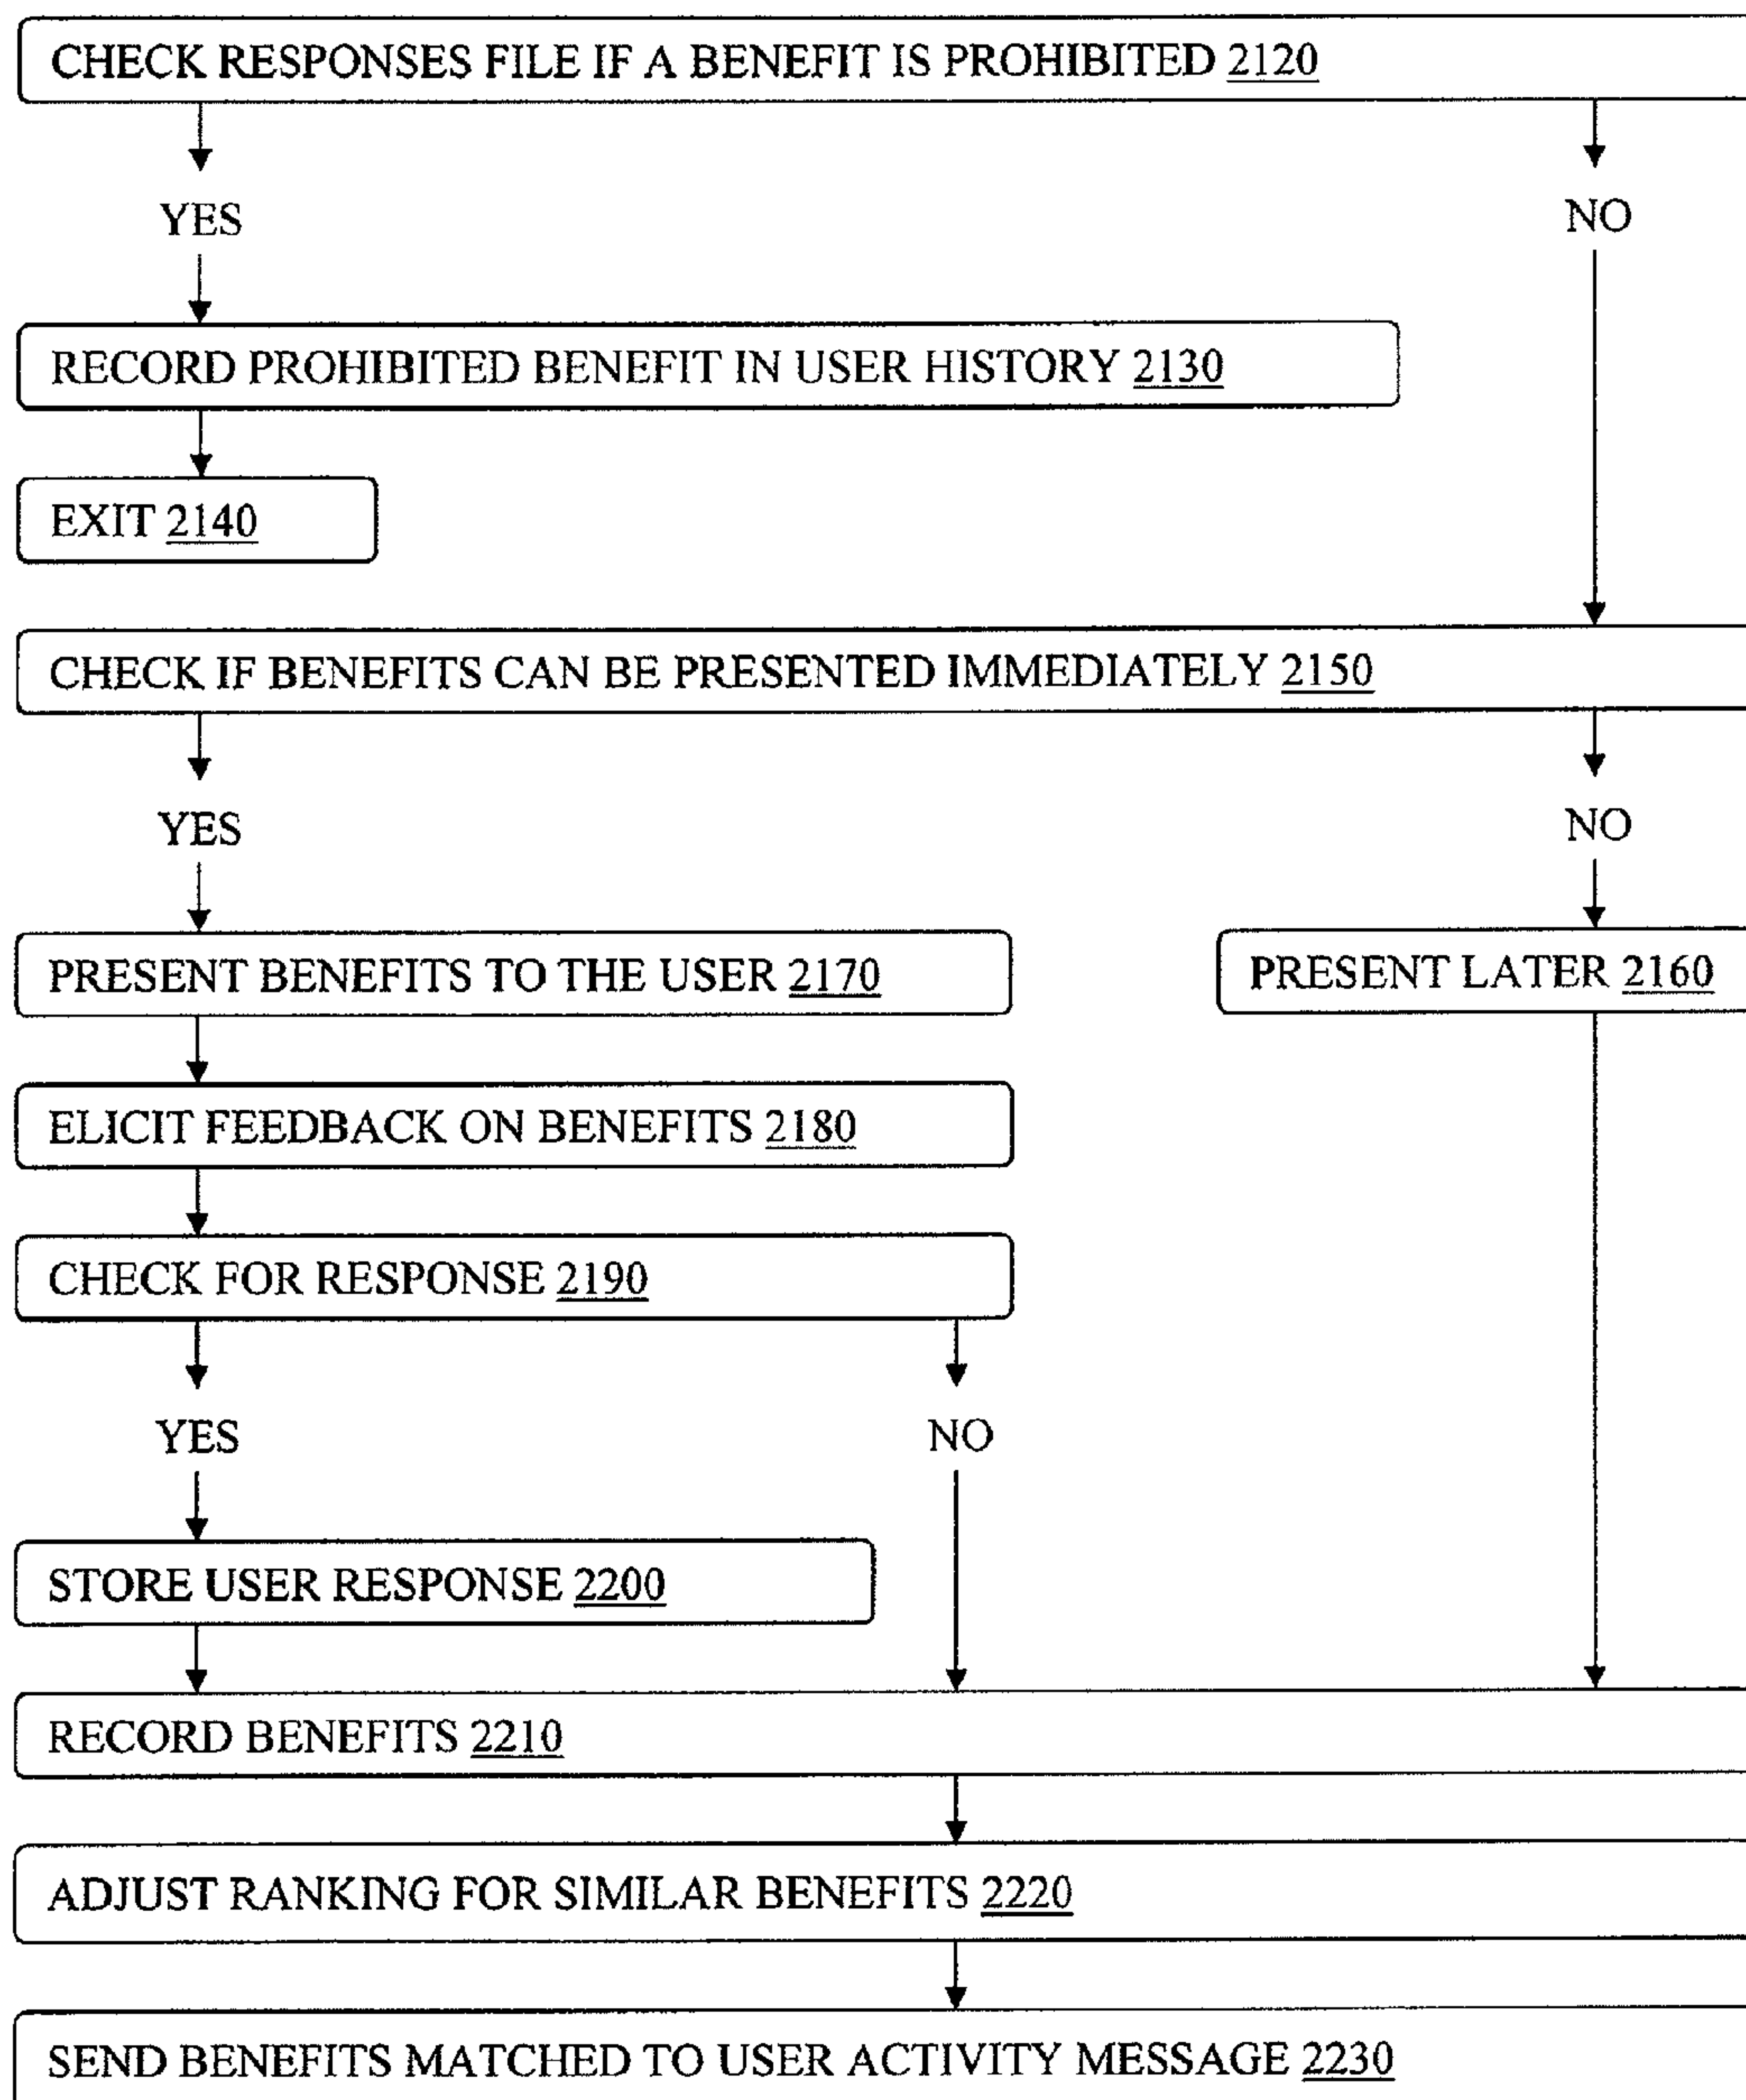 CHECK RESPONSES FILE IF A BENEFIT IS PROHIBITED 2120
YES
NO
RECORD PROHIBITED BENEFIT IN USER HISTORY 2130
EXIT 2140
CHECK IF BENEFITS CAN BE PRESENTED IMMEDIATELY 2150
YES
NO
PRESENT BENEFITS TO THE USER 2170
PRESENT LATER 2160
ELICIT FEEDBACK ON BENEFITS 2180
CHECK FOR RESPONSE 2190
YES
NO
STORE USER RESPONSE 2200
RECORD BENEFITS 2210
ADJUST RANKING FOR SIMILAR BENEFITS 2220
SEND BENEFITS MATCHED TO USER ACTIVITY MESSAGE 2230